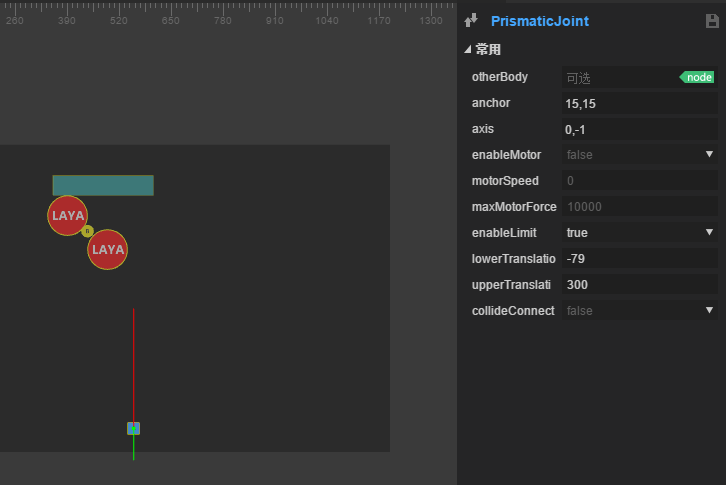 260 390 520 650 780 910 1040 1170 1300
PrismaticJoint
常用
otherBody 可选 node
anchor 15,15
axis 0,-1
enableMotor false
motorSpeed 0
maxMotorForce 10000
enableLimit true
lowerTranslatio -79
upperTranslati 300
collideConnect false
LAYA
LAYA